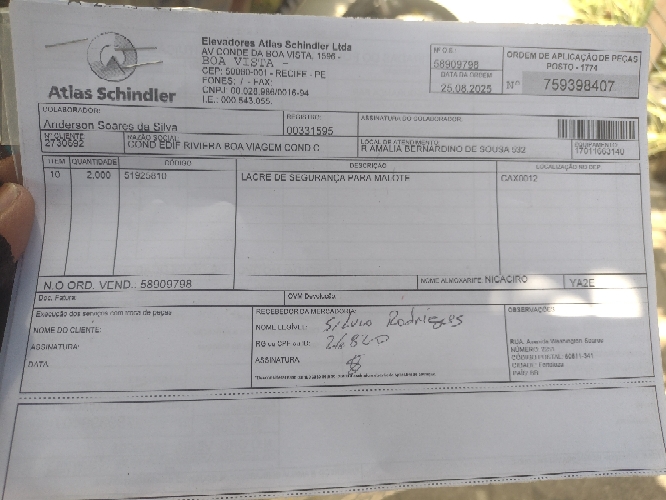 Elevadores Atlas Schindler Ltda
AV CONDE DA BOA VISTA, 1596 -
BOA VISTA -
CEP: 50060-001 - RECIFE - PE
FONES: / - FAX:
CNPJ: 00.028.986/0016-94
I.E.: 000.543.055.
Atlas Schindler
Nº O.S.:
58909798
DATA DA ORDEM
25.08.2025
ORDEM DE APLICAÇÃO DE PEÇAS
POSTO - 1774
Nº 759398407
COLABORADOR:
Anderson Soares da Silva
REGISTRO:
00331595
ASSINATURA DO COLABORADOR:
Nº CLIENTE
2730692
RAZÃO SOCIAL:
COND EDIF RIVIERA BOA VIAGEM COND C
LOCAL DE ATENDIMENTO:
R AMALIA BERNARDINO DE SOUSA 592
EQUIPAMENTO:
ITEM QUANTIDADE CÓDIGO DESCRIÇÃO LOCALIZAÇÃO NO DEP.
10 2,000 51925810 LACRE DE SEGURANÇA PARA MALOTE CAX0012
N.O ORD. VEND.: 58909798
NOME ALMOXARIFE: NICACIRO YA2E
Doc. Fatura: OVM Devolução:
Execução dos serviços com troca de peças
NOME DO CLIENTE:
ASSINATURA:
DATA:
RECEBEDOR DA MERCADORIA:
NOME LEGÍVEL: Silvio Rodrigues
RG ou CPF ou ID:
ASSINATURA
OBSERVAÇÕES:
RUA: Avenida Washington Soares